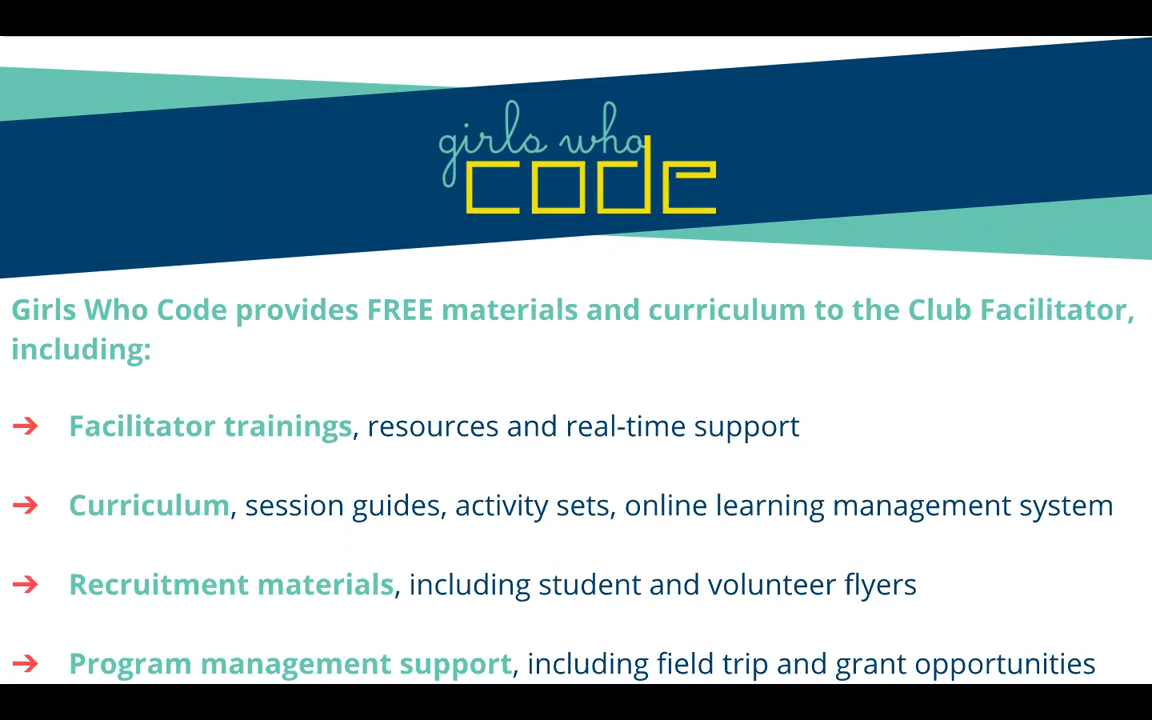 girls who
code
Girls Who Code provides FREE materials and curriculum to the Club Facilitator,
including:
➔ Facilitator trainings, resources and real-time support
➔ Curriculum, session guides, activity sets, online learning management system
➔ Recruitment materials, including student and volunteer flyers
➔ Program management support, including field trip and grant opportunities